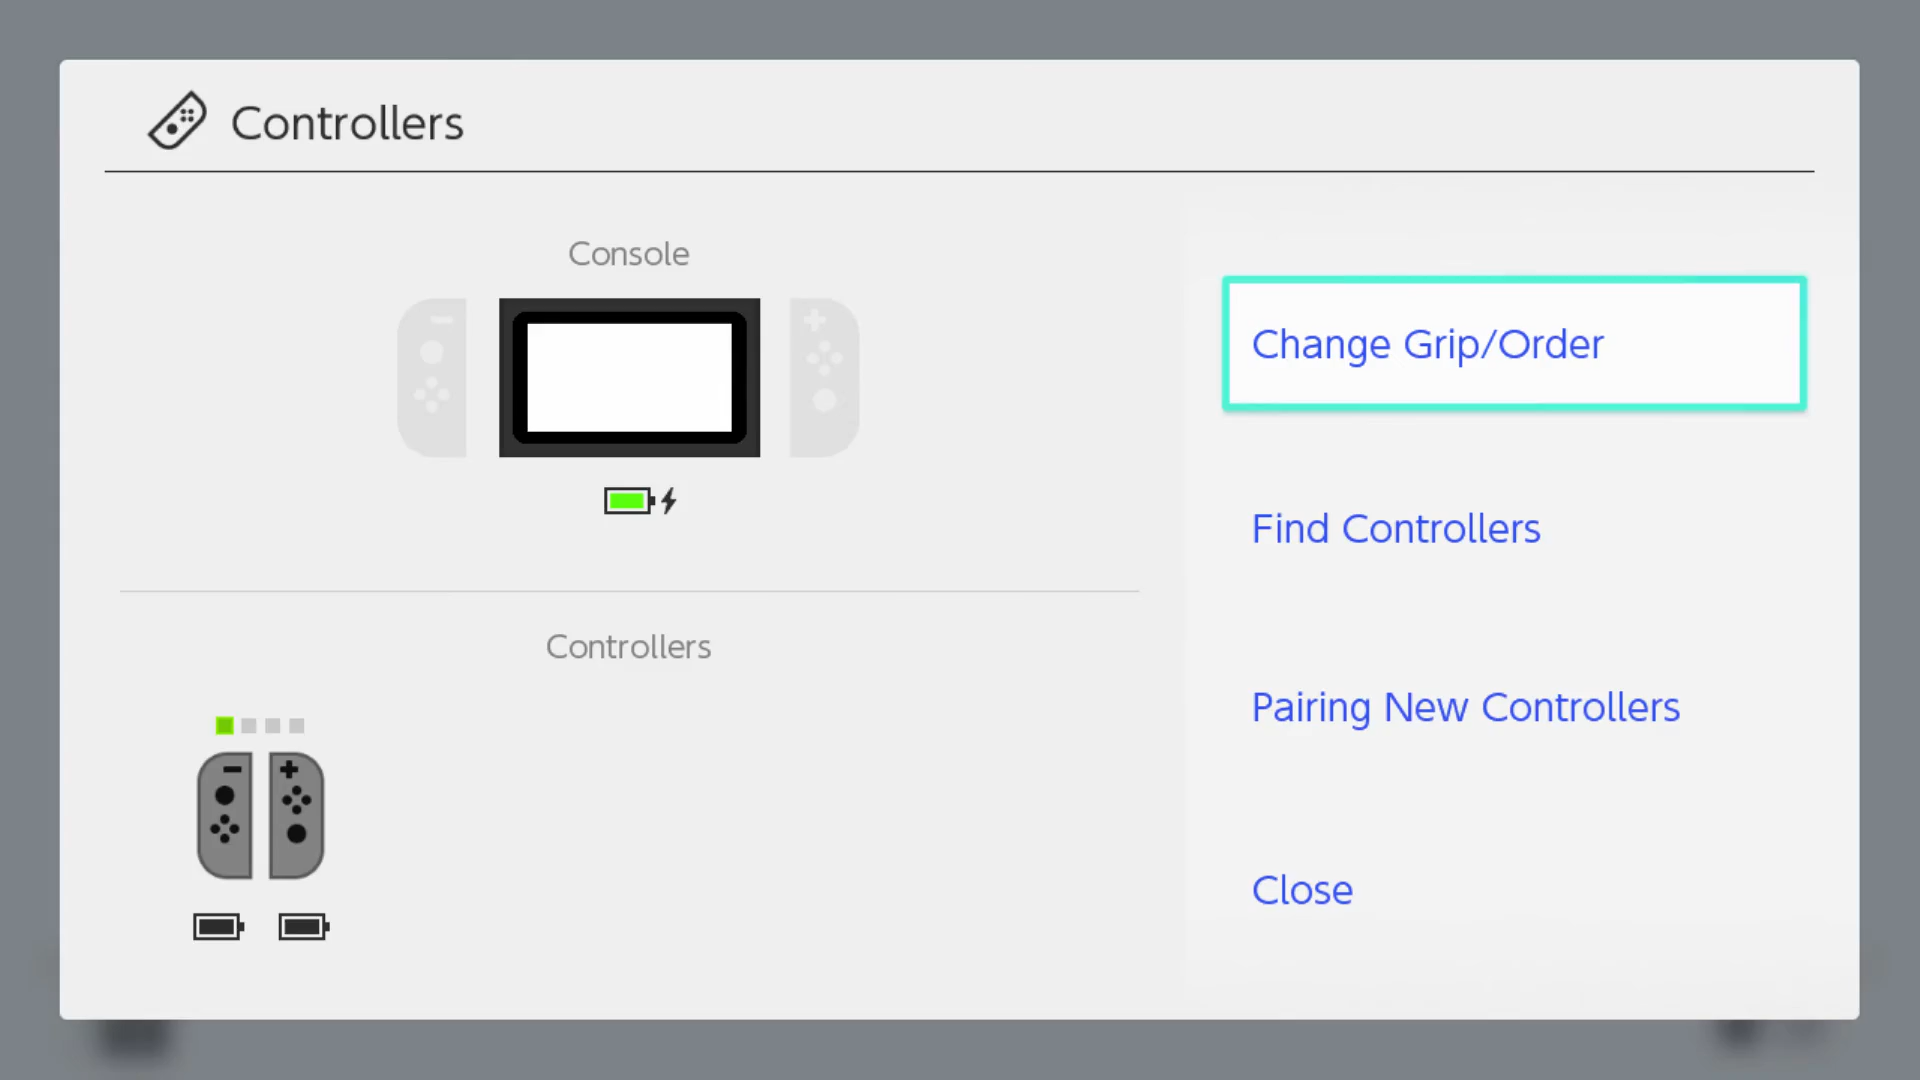 Controllers
Console
Change Grip/Order
Find Controllers
Controllers
Pairing New Controllers
Close